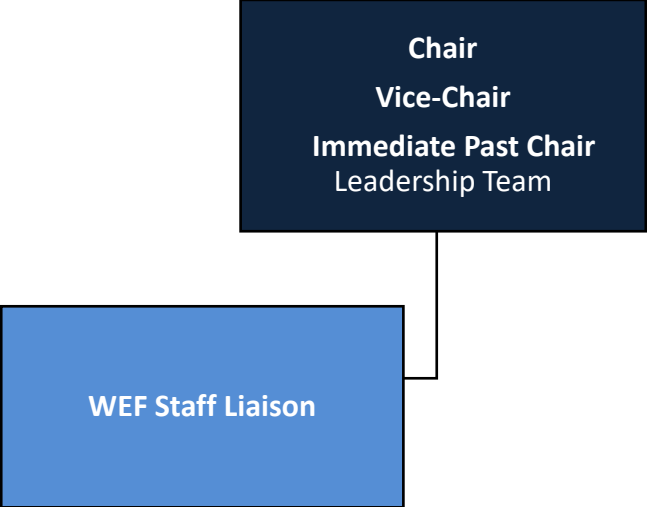 Chair
Vice-Chair
Immediate Past Chair
Leadership Team
WEF Staff Liaison